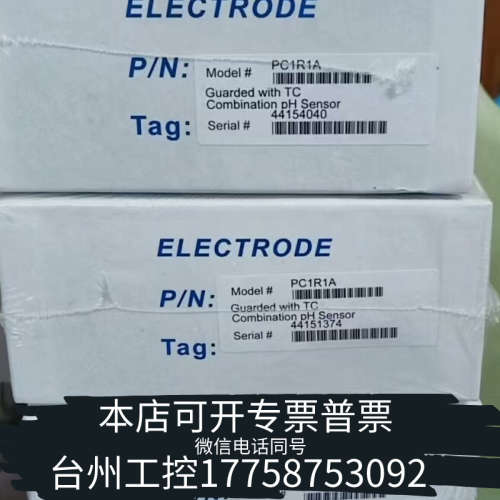 ELECTRODE
P/N:
Model # PC1R1A
Guarded with TC
Combination pH Sensor
44154040
Tag:
Serial #
ELECTRODE
P/N:
Model # PC1R1A
Guarded with TC
Combination pH Sensor
44151374
Tag:
Serial #
本店可开专票普票
微信电话同号
台州工控17758753092